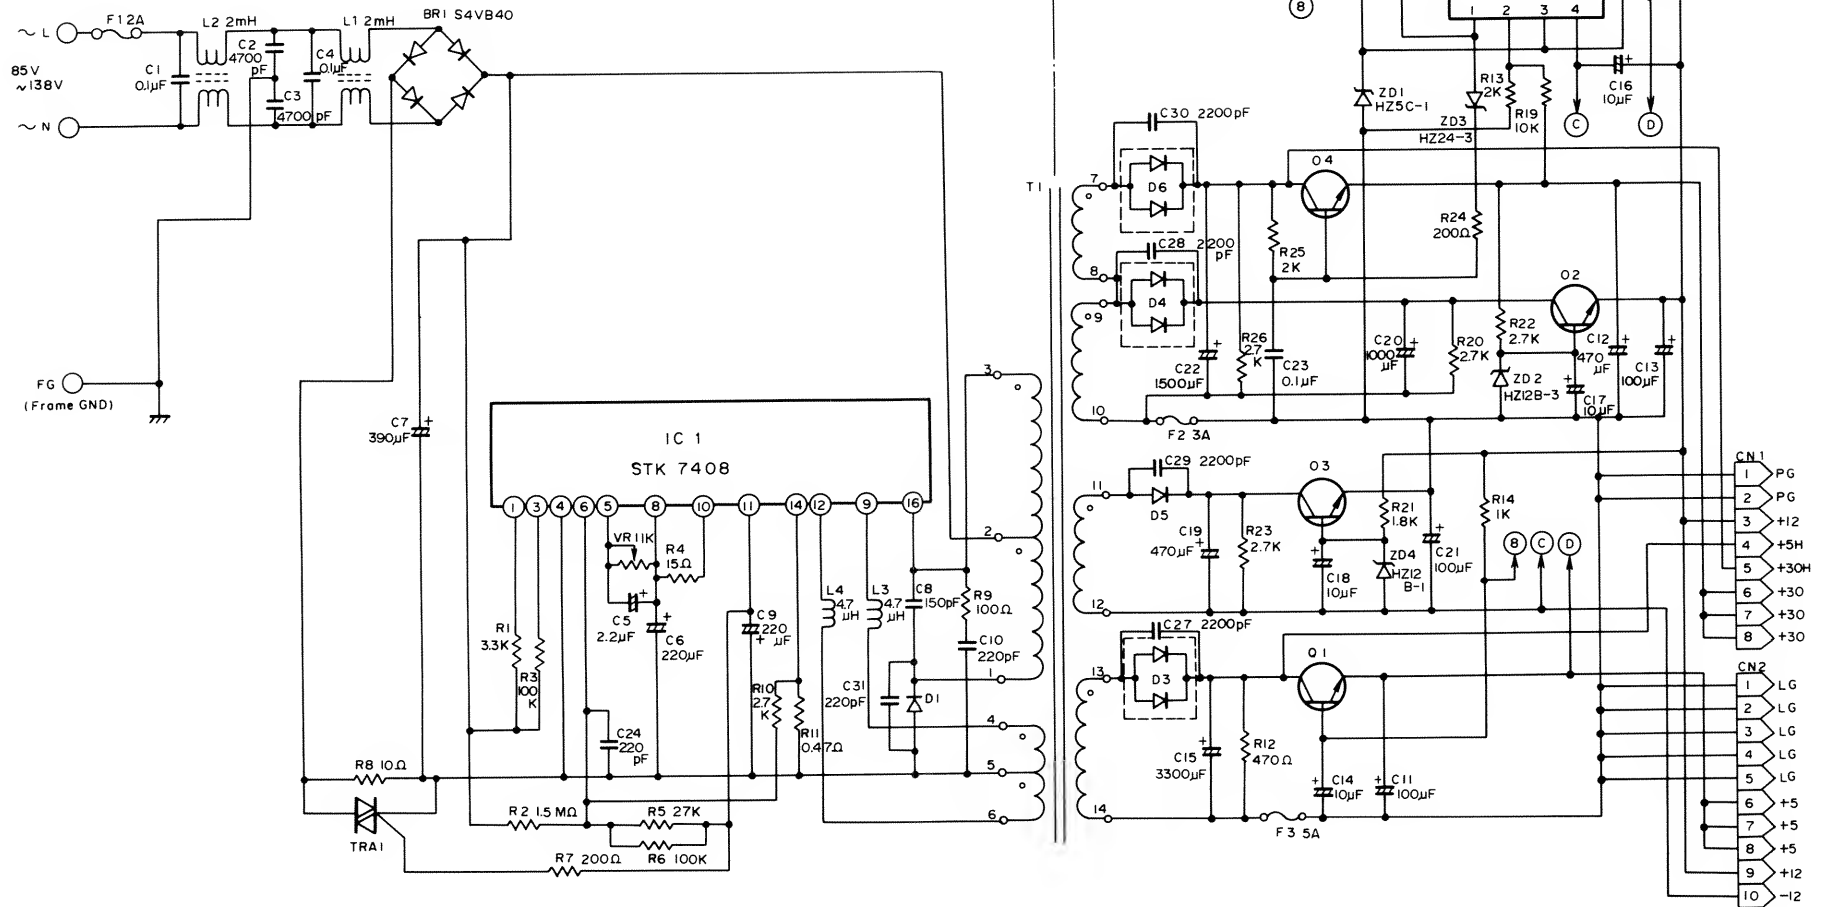 ~ L
F1 2A
L2 2mH
L1 2mH
BR1 S4VB40
85V
~138V
C1
0.1µF
C2
4700
pF
C4
0.1µF
C3
4700pF
~ N
FG
(Frame GND)
C7
390µF
IC 1
STK 7408
1 3 4 6 5 8 10 11 14 12 9 16
VR1 1K
R4
15Ω
C5
2.2µF
C6
220µF
R1
3.3K
R3
100
K
C24
220
pF
C9
220
µF
R10
2.7
K
R11
0.47Ω
L4
4.7
µH
L3
4.7
µH
C8
150pF
R9
100Ω
C10
220pF
C31
220pF
D1
R8 10Ω
TRA1
R2 1.5MΩ
R5 27K
R6 100K
R7 200Ω
T1
3
2
1
4
5
6
7
8
9
10
11
12
13
14
8
1 2 3 4
ZD1
HZ5C-1
R13
2K
ZD3
HZ24-3
R19
10K
C16
10µF
C
D
C30 2200pF
D6
C28 2200
pF
D4
O4
R25
2K
R24
200Ω
O2
C22
1500µF
R26
2.7
K
C23
0.1µF
C20
1000
µF
R20
2.7K
R22
2.7K
ZD2
HZ12B-3
C12
470
µF
C17
10µF
C13
100µF
F2 3A
C29 2200pF
D5
O3
C19
470µF
R23
2.7K
C18
10µF
R21
1.8K
ZD4
HZ12
B-1
C21
100µF
R14
1K
8 C D
C27 2200pF
D3
Q1
C15
3300µF
R12
470Ω
C14
10µF
C11
100µF
F3 5A
CN1
1 PG
2 PG
3 +12
4 +5H
5 +30H
6 +30
7 +30
8 +30
CN2
1 LG
2 LG
3 LG
4 LG
5 LG
6 +5
7 +5
8 +5
9 +12
10 -12